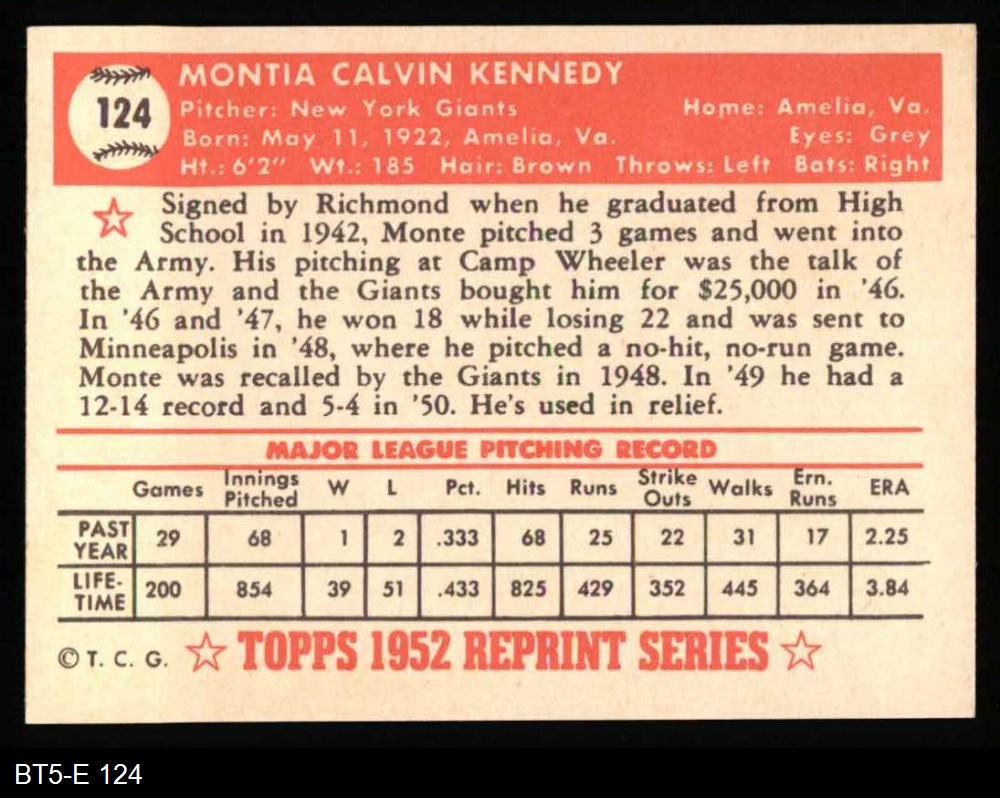 124
MONTIA CALVIN KENNEDY
Pitcher: New York Giants Home: Amelia, Va.
Born: May 11, 1922, Amelia, Va. Eyes: Grey
Ht.: 6'2" Wt.: 185 Hair: Brown Throws: Left Bats: Right
Signed by Richmond when he graduated from High
School in 1942, Monte pitched 3 games and went into
the Army. His pitching at Camp Wheeler was the talk of
the Army and the Giants bought him for $25,000 in '46.
In '46 and '47, he won 18 while losing 22 and was sent to
Minneapolis in '48, where he pitched a no-hit, no-run game.
Monte was recalled by the Giants in 1948. In '49 he had a
12-14 record and 5-4 in '50. He's used in relief.
MAJOR LEAGUE PITCHING RECORD
Games Innings Pitched W L Pct. Hits Runs Strike Outs Walks Ern. Runs ERA
PAST YEAR 29 68 1 2 .333 68 25 22 31 17 2.25
LIFE-TIME 200 854 39 51 .433 825 429 352 445 364 3.84
© T. C. G. TOPPS 1952 REPRINT SERIES
BT5-E 124